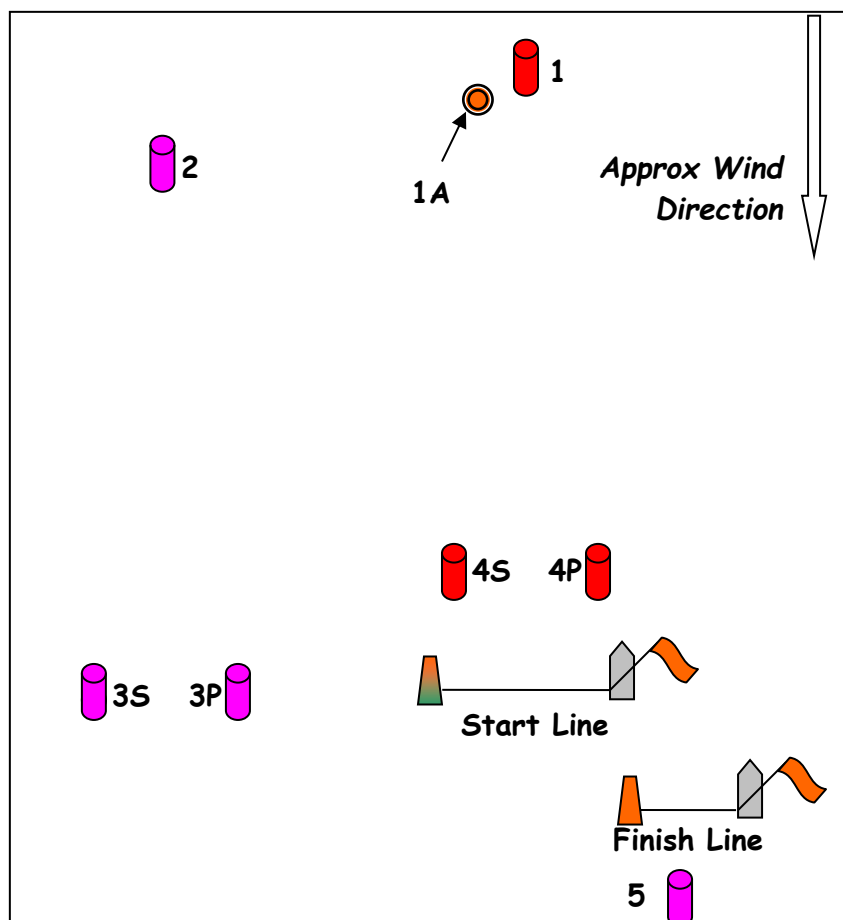 1
1A
2
Approx Wind
Direction
4S
4P
3S
3P
Start Line
Finish Line
5